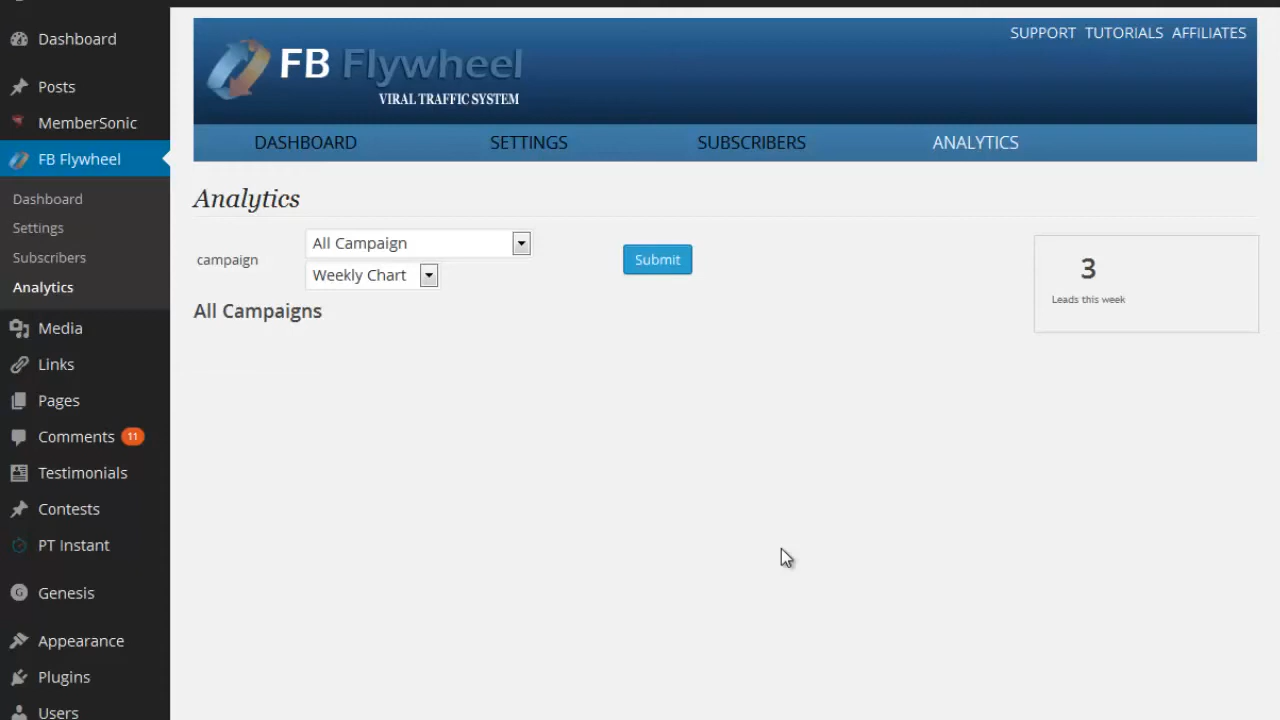 Dashboard
Posts
MemberSonic
FB Flywheel
Dashboard
Settings
Subscribers
Analytics
Media
Links
Pages
Comments 11
Testimonials
Contests
PT Instant
Genesis
Appearance
Plugins
Users
SUPPORT TUTORIALS AFFILIATES
FB Flywheel
VIRAL TRAFFIC SYSTEM
DASHBOARD SETTINGS SUBSCRIBERS ANALYTICS
Analytics
campaign
All Campaign
Weekly Chart
Submit
3
Leads this week
All Campaigns